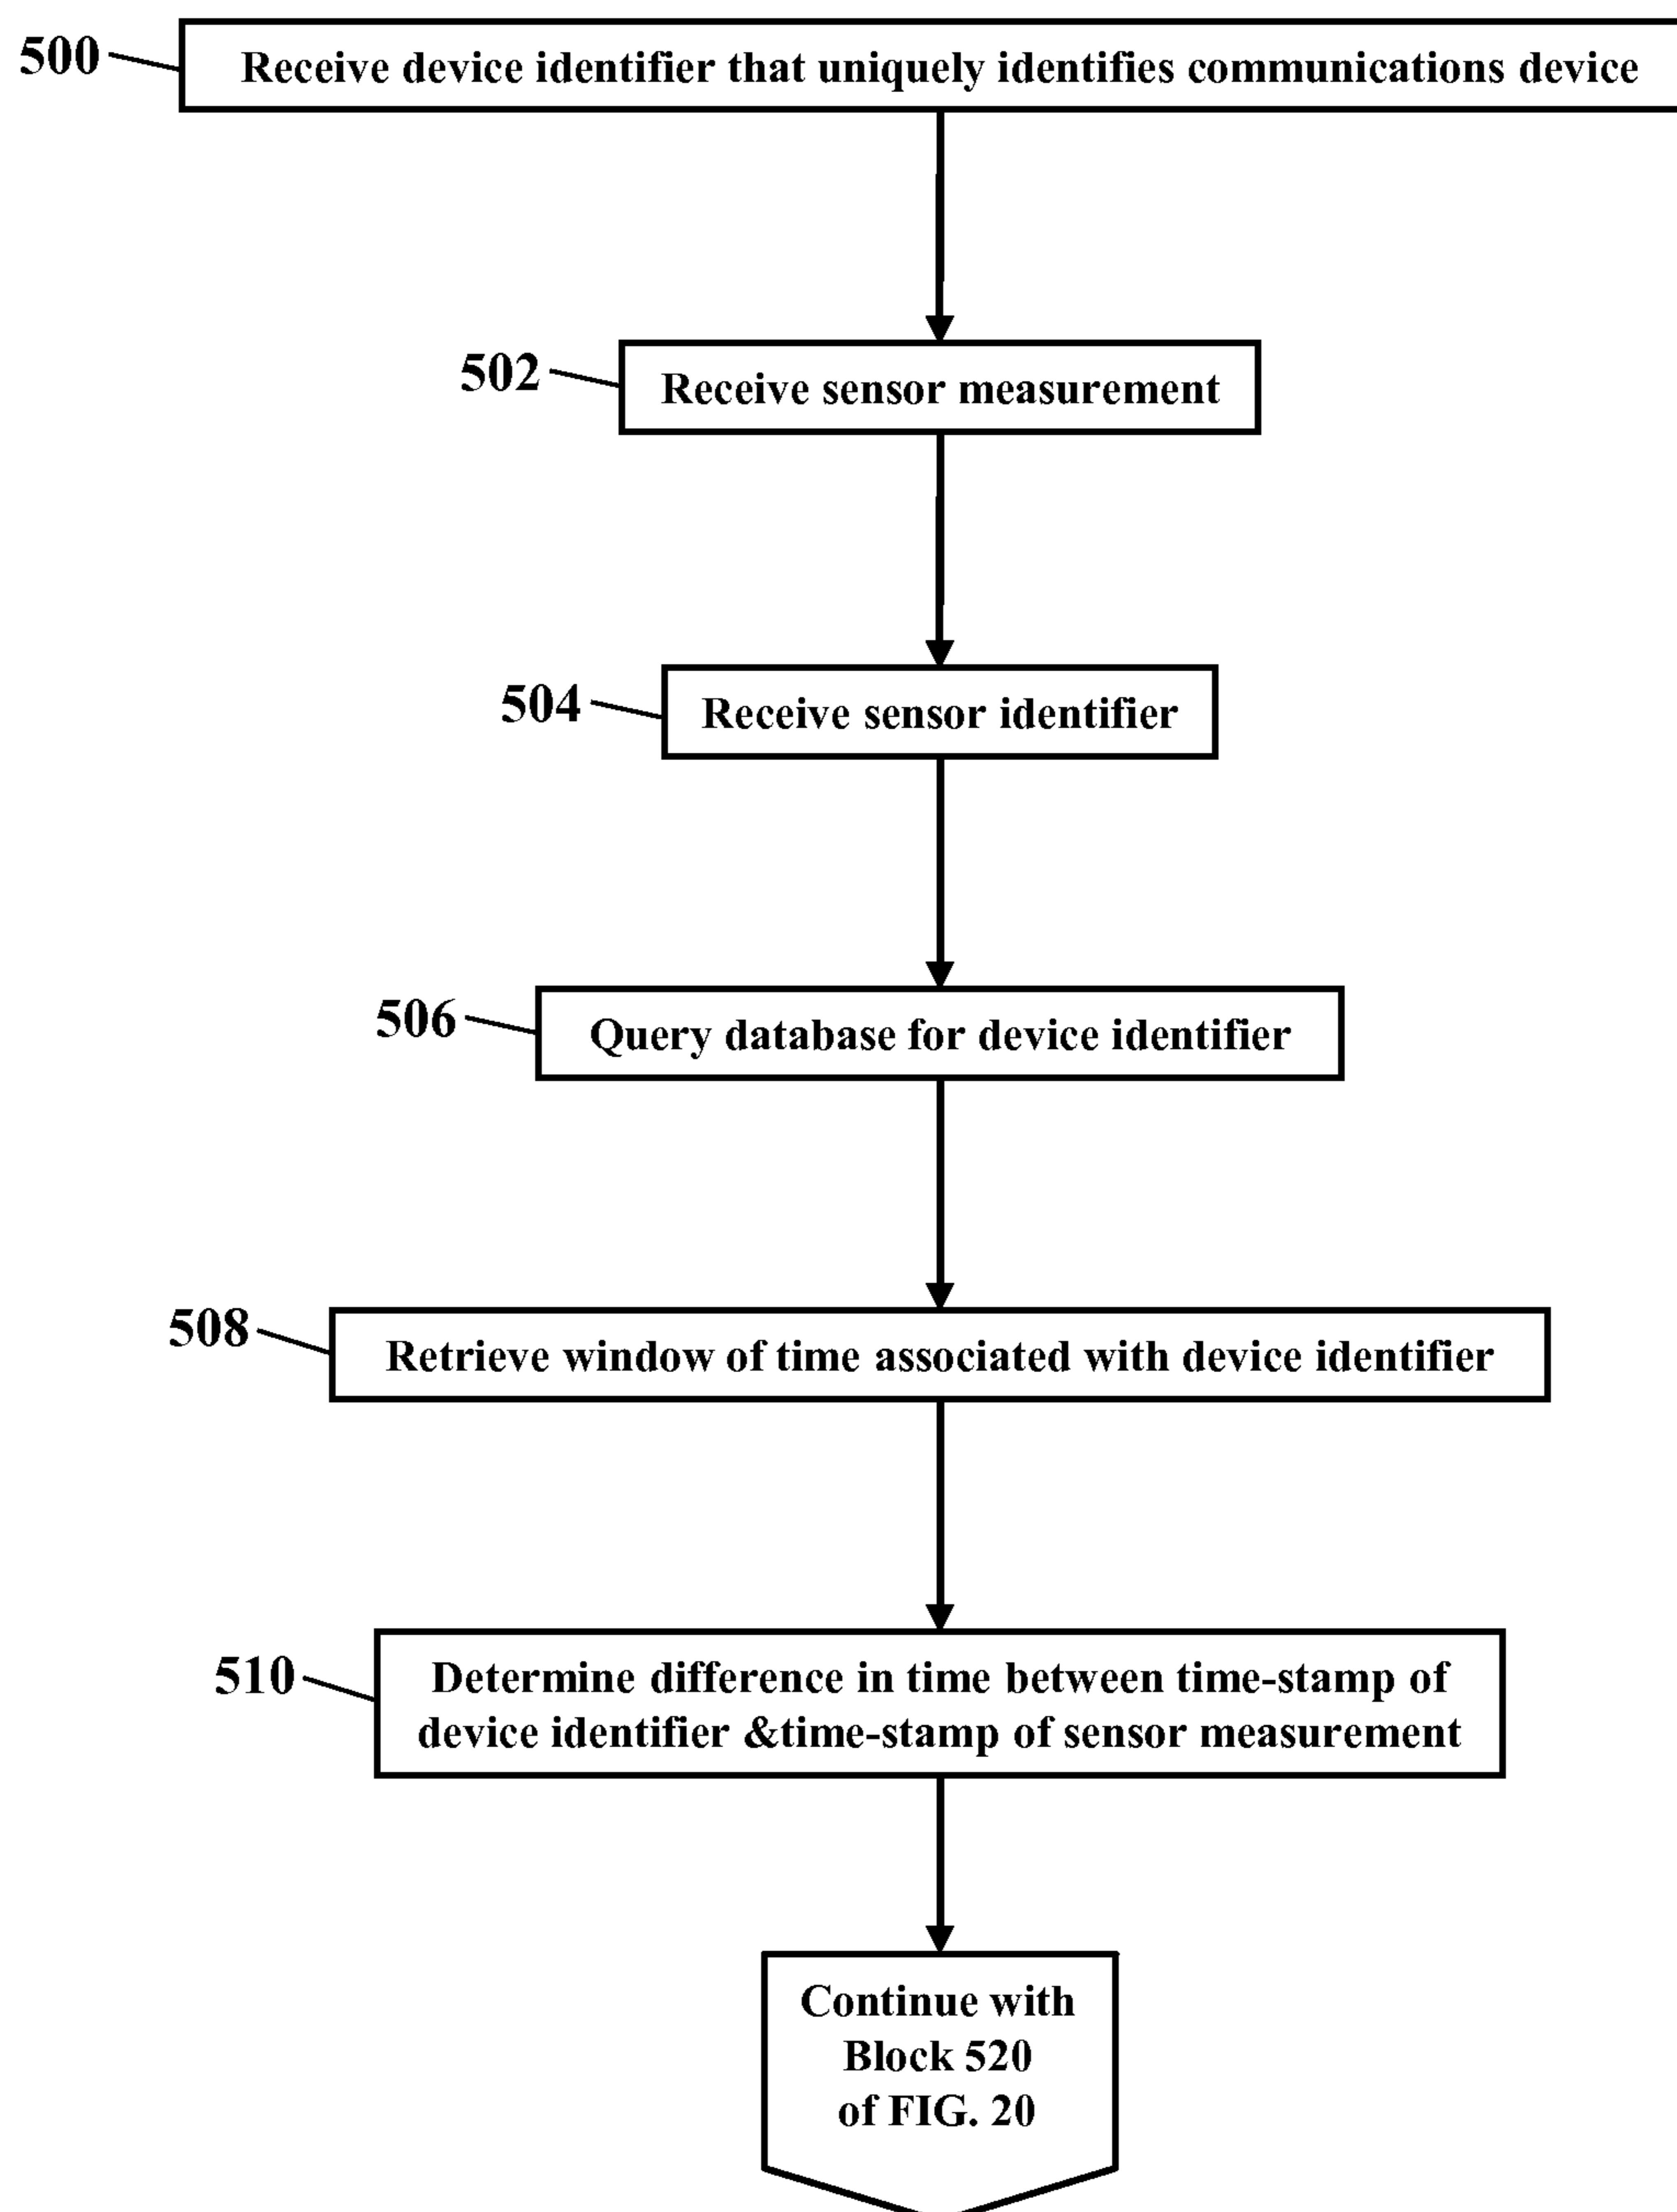 500
Receive device identifier that uniquely identifies communications device
502
Receive sensor measurement
504
Receive sensor identifier
506
Query database for device identifier
508
Retrieve window of time associated with device identifier
510
Determine difference in time between time-stamp of
device identifier &time-stamp of sensor measurement
Continue with
Block 520
of FIG. 20